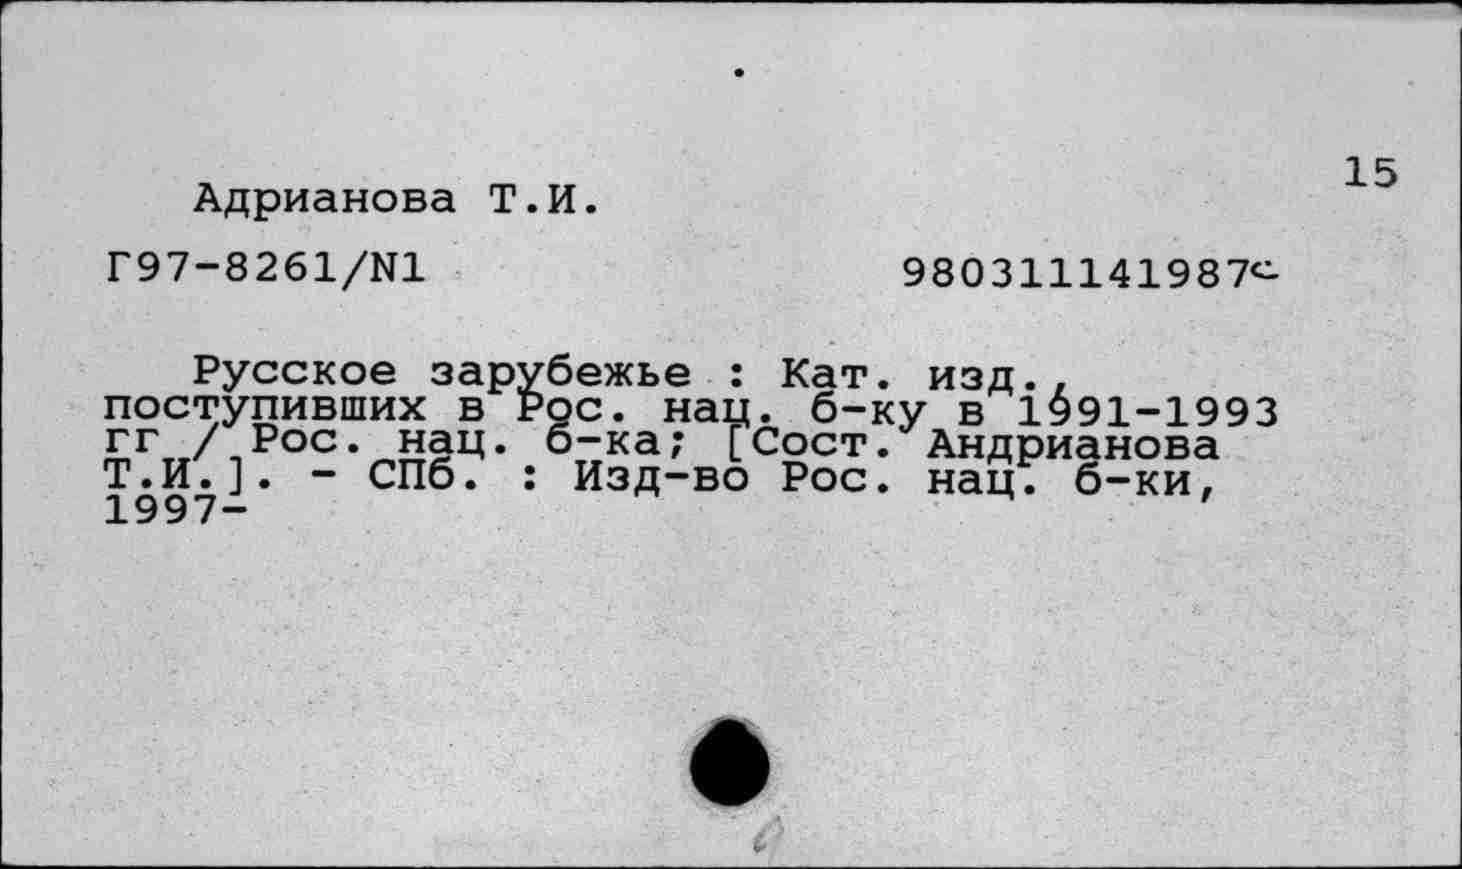 15
Адрианова Т.И.
Г97-8261/N1 980311141987c
Русское зарубежье : Кат. изд.,
поступивших в Рос. нац. б-ку в 1991-1993
гг / Рос. нац. б-ка; [Сост. Андрианова
Т.И.]. - СПб. : Изд-во Рос. нац. б-ки,
1997-